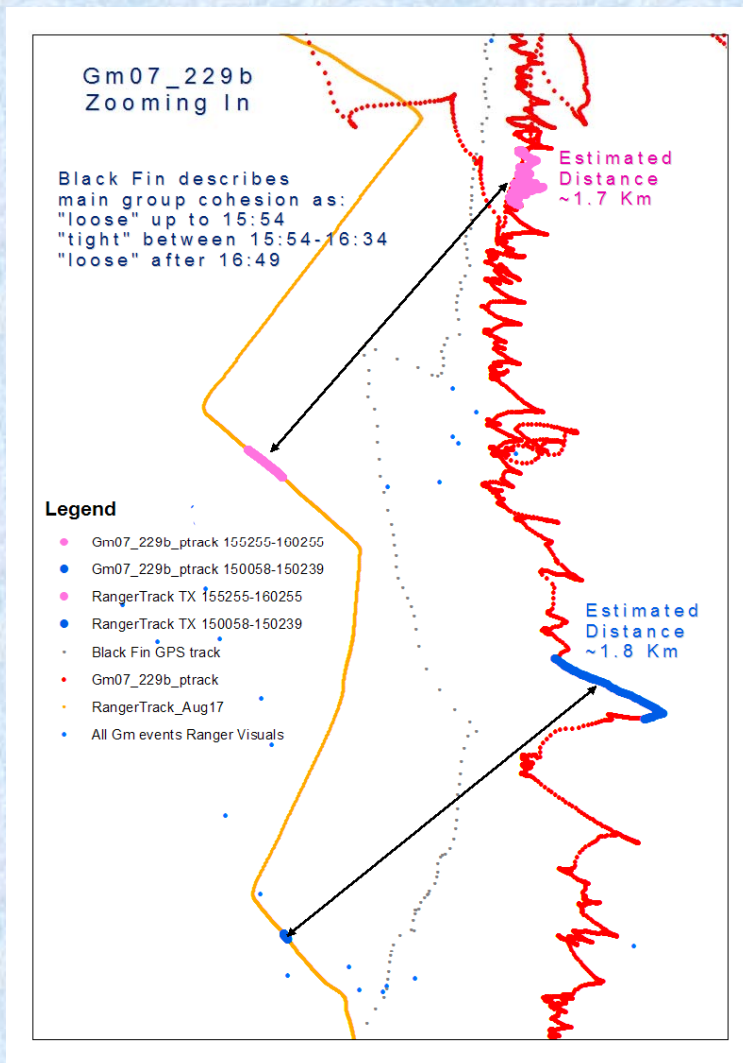 Gm07_229b
Zooming In
Black Fin describes
main group cohesion as:
"loose" up to 15:54
"tight" between 15:54-16:34
"loose" after 16:49
Estimated
Distance
~1.7 Km
Legend
Gm07_229b_ptrack 155255-160255
Gm07_229b_ptrack 150058-150239
RangerTrack TX 155255-160255
RangerTrack TX 150058-150239
Black Fin GPS track
Gm07_229b_ptrack
RangerTrack_Aug17
All Gm events Ranger Visuals
Estimated
Distance
~1.8 Km